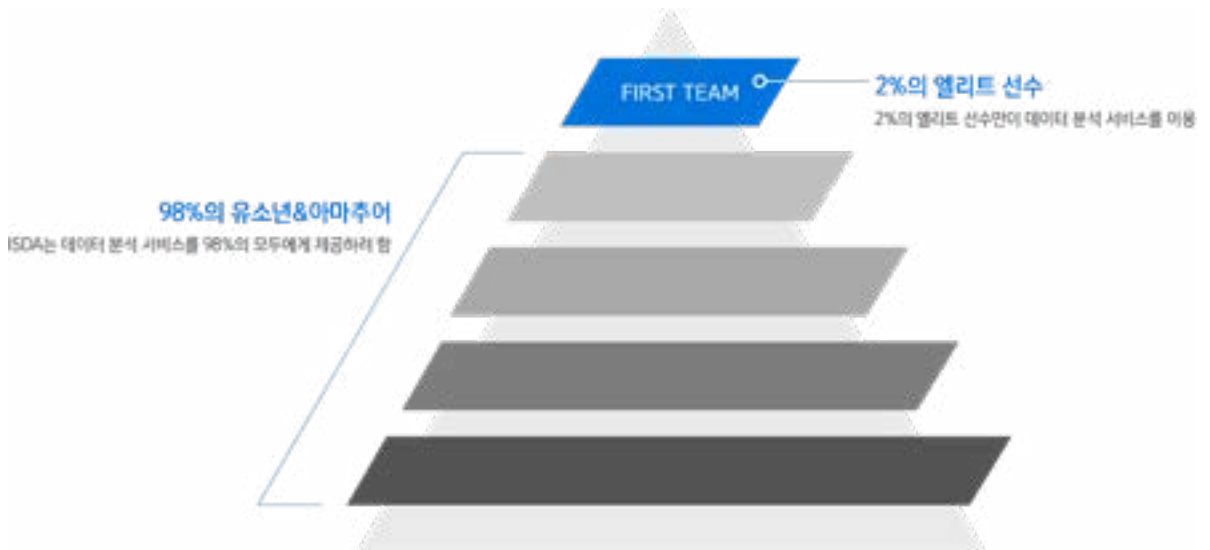 FIRST TEAM
2%의 엘리트 선수
2%의 엘리트 선수만이 데이터 분석 서비스를 이용
98%의 유소년&아마추어
ISDA는 데이터 분석 서비스를 98%의 모두에게 제공하려 함